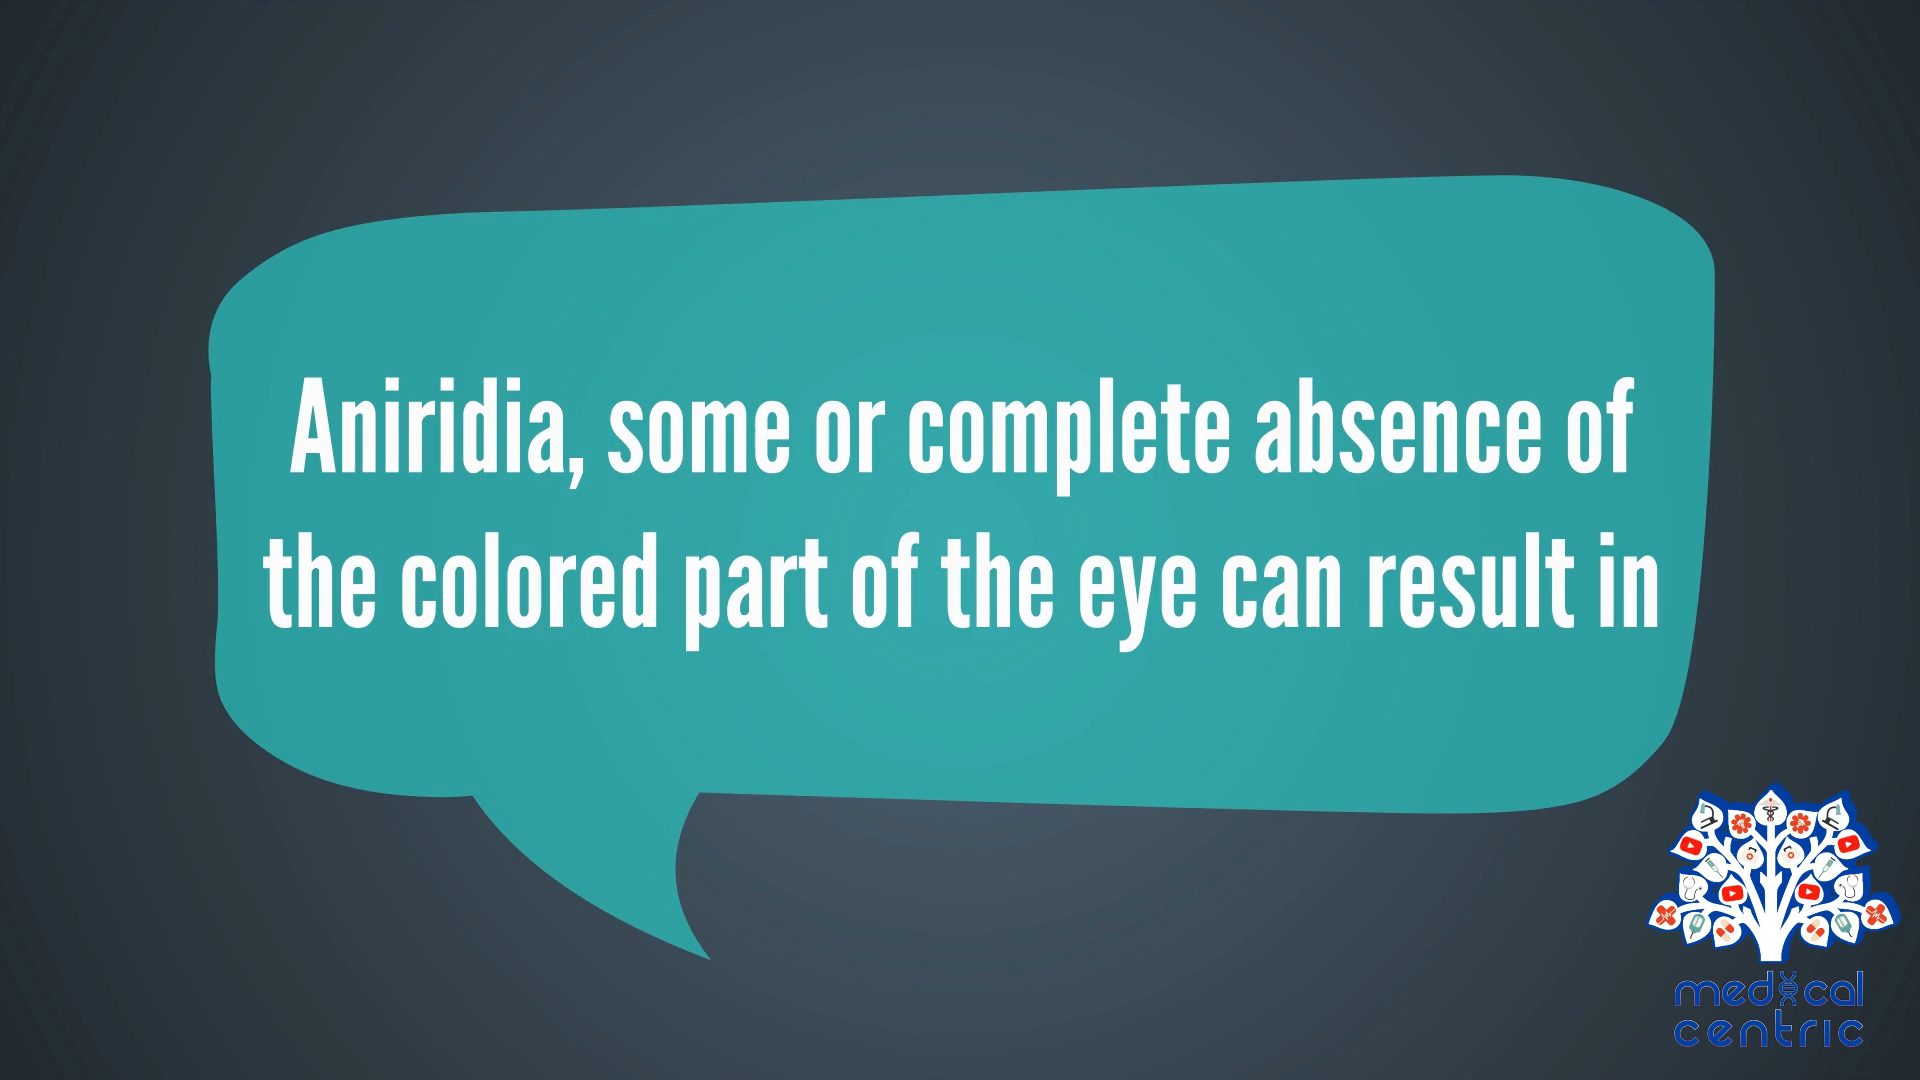 Aniridia, some or complete absence of
the colored part of the eye can result in
medical
centric